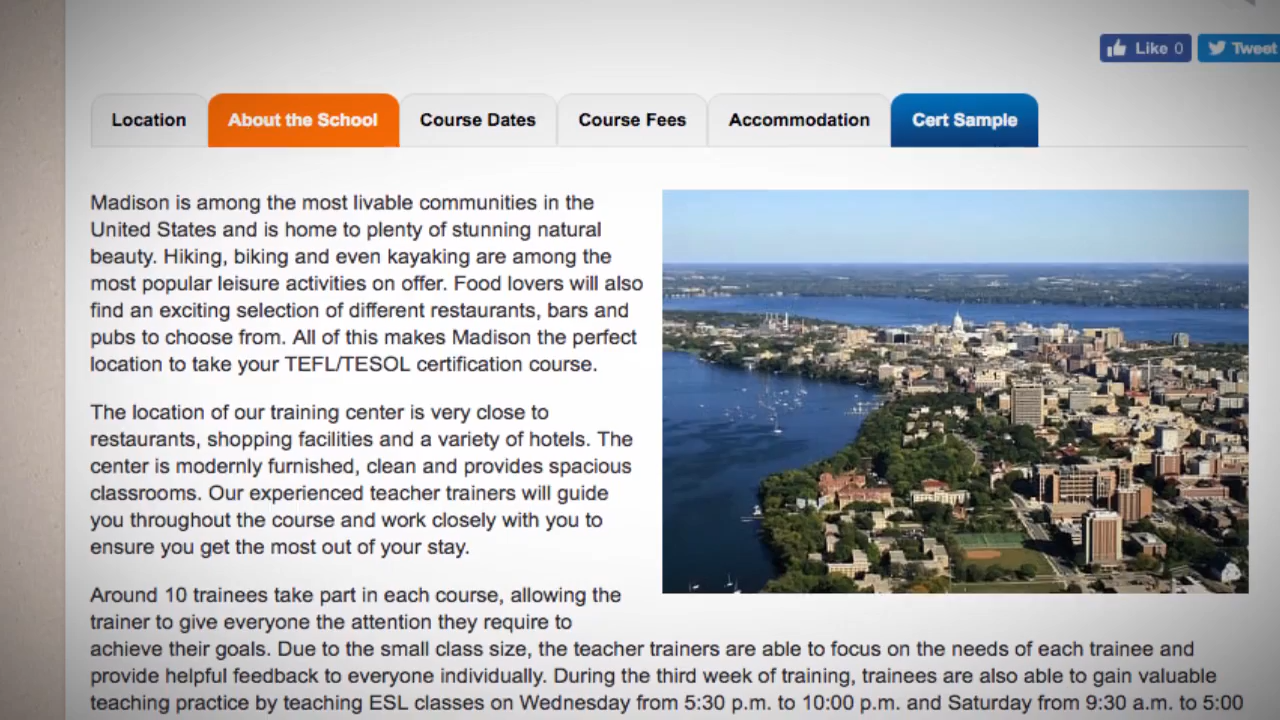 Like 0
Tweet
Location
About the School
Course Dates
Course Fees
Accommodation
Cert Sample
Madison is among the most livable communities in the
United States and is home to plenty of stunning natural
beauty. Hiking, biking and even kayaking are among the
most popular leisure activities on offer. Food lovers will also
find an exciting selection of different restaurants, bars and
pubs to choose from. All of this makes Madison the perfect
location to take your TEFL/TESOL certification course.
The location of our training center is very close to
restaurants, shopping facilities and a variety of hotels. The
center is modernly furnished, clean and provides spacious
classrooms. Our experienced teacher trainers will guide
you throughout the course and work closely with you to
ensure you get the most out of your stay.
Around 10 trainees take part in each course, allowing the
trainer to give everyone the attention they require to
achieve their goals. Due to the small class size, the teacher trainers are able to focus on the needs of each trainee and
provide helpful feedback to everyone individually. During the third week of training, trainees are also able to gain valuable
teaching practice by teaching ESL classes on Wednesday from 5:30 p.m. to 10:00 p.m. and Saturday from 9:30 a.m. to 5:00